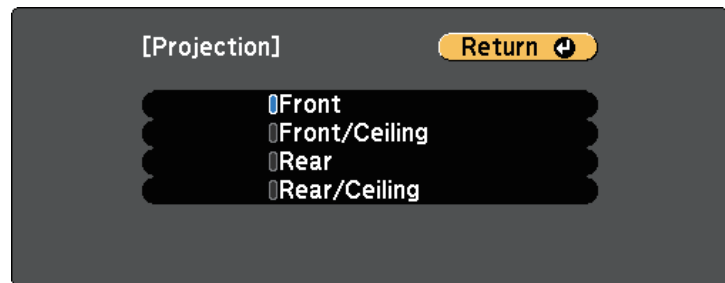 [Projection]
Return
Front
Front/Ceiling
Rear
Rear/Ceiling